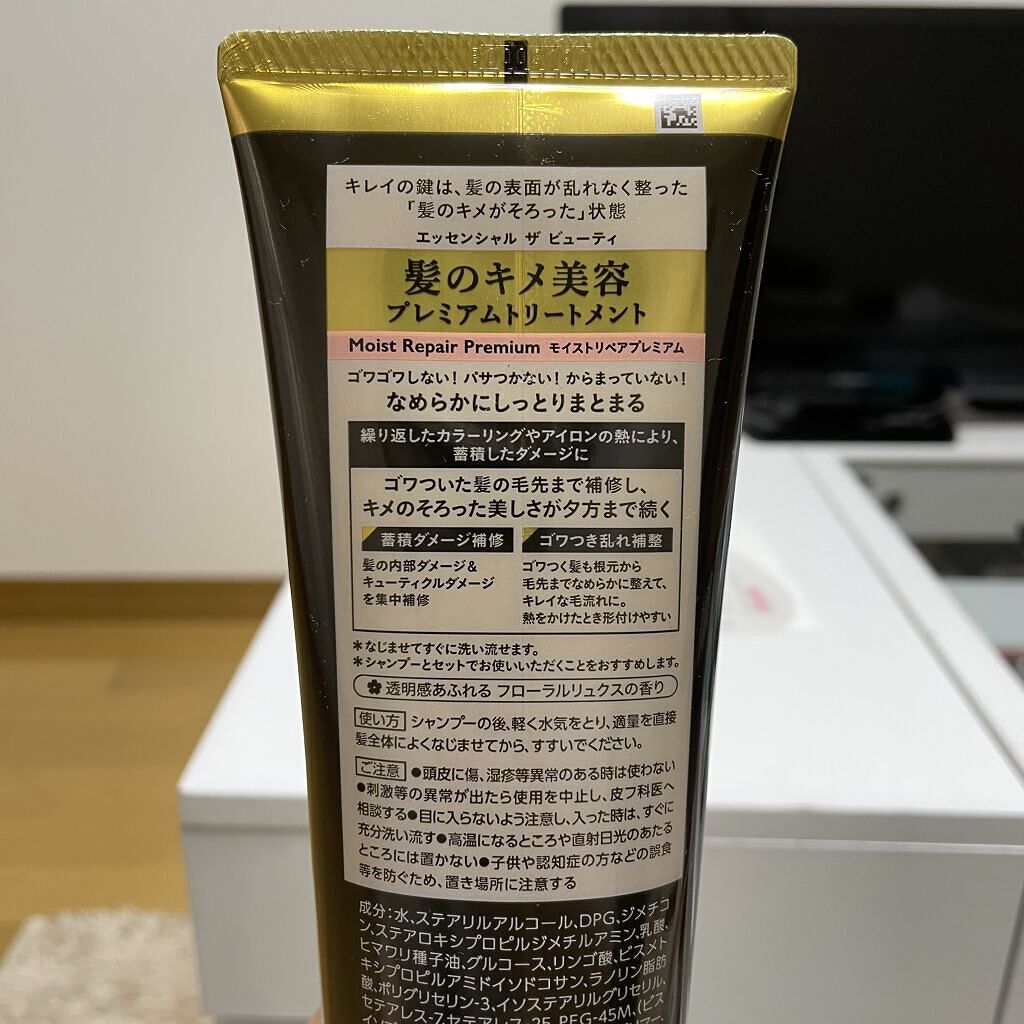 キレイの鍵は、髪の表面が乱れなく整った
「髪のキメがそろった」状態
エッセンシャル ザ ビューティ
髪のキメ美容
プレミアムトリートメント
Moist Repair Premium モイストリペアプレミアム
ゴワゴワしない! パサつかない! からまっていない!
なめらかにしっとりまとまる
繰り返したカラーリングやアイロンの熱により、
蓄積したダメージに
ゴワついた髪の毛先まで補修し、
キメのそろった美しさが夕方まで続く
蓄積ダメージ補修
髪の内部ダメージ&
キューティクルダメージ
を集中補修
ゴワつき乱れ補整
ゴワつく髪も根元から
毛先までなめらかに整えて、
キレイな毛流れに。
熱をかけたとき形付けやすい
*なじませてすぐに洗い流せます。
*シャンプーとセットでお使いいただくことをおすすめします。
透明感あふれる フローラルリュクスの香り
使い方 シャンプーの後、軽く水気をとり、適量を直接
髪全体によくなじませてから、すすいでください。
ご注意 ●頭皮に傷、湿疹等異常のある時は使わない
●刺激等の異常が出たら使用を中止し、皮フ科医へ
相談する●目に入らないよう注意し、入った時は、すぐに
充分洗い流す●高温になるところや直射日光のあたる
ところには置かない●子供や認知症の方などの誤食
等を防ぐため、置き場所に注意する
成分:水、ステアリルアルコール、DPG、ジメチコ
ン、ステアロキシプロピルジメチルアミン、乳酸、
ヒマワリ種子油、グルコース、リンゴ酸、ビスメト
キシプロピルアミドイソドコサン、ラノリン脂肪
酸、ポリグリセリン-3、イソステアリルグリセリル、
セテアレス-7、セテアレス-25、PEG-45M、(ビス